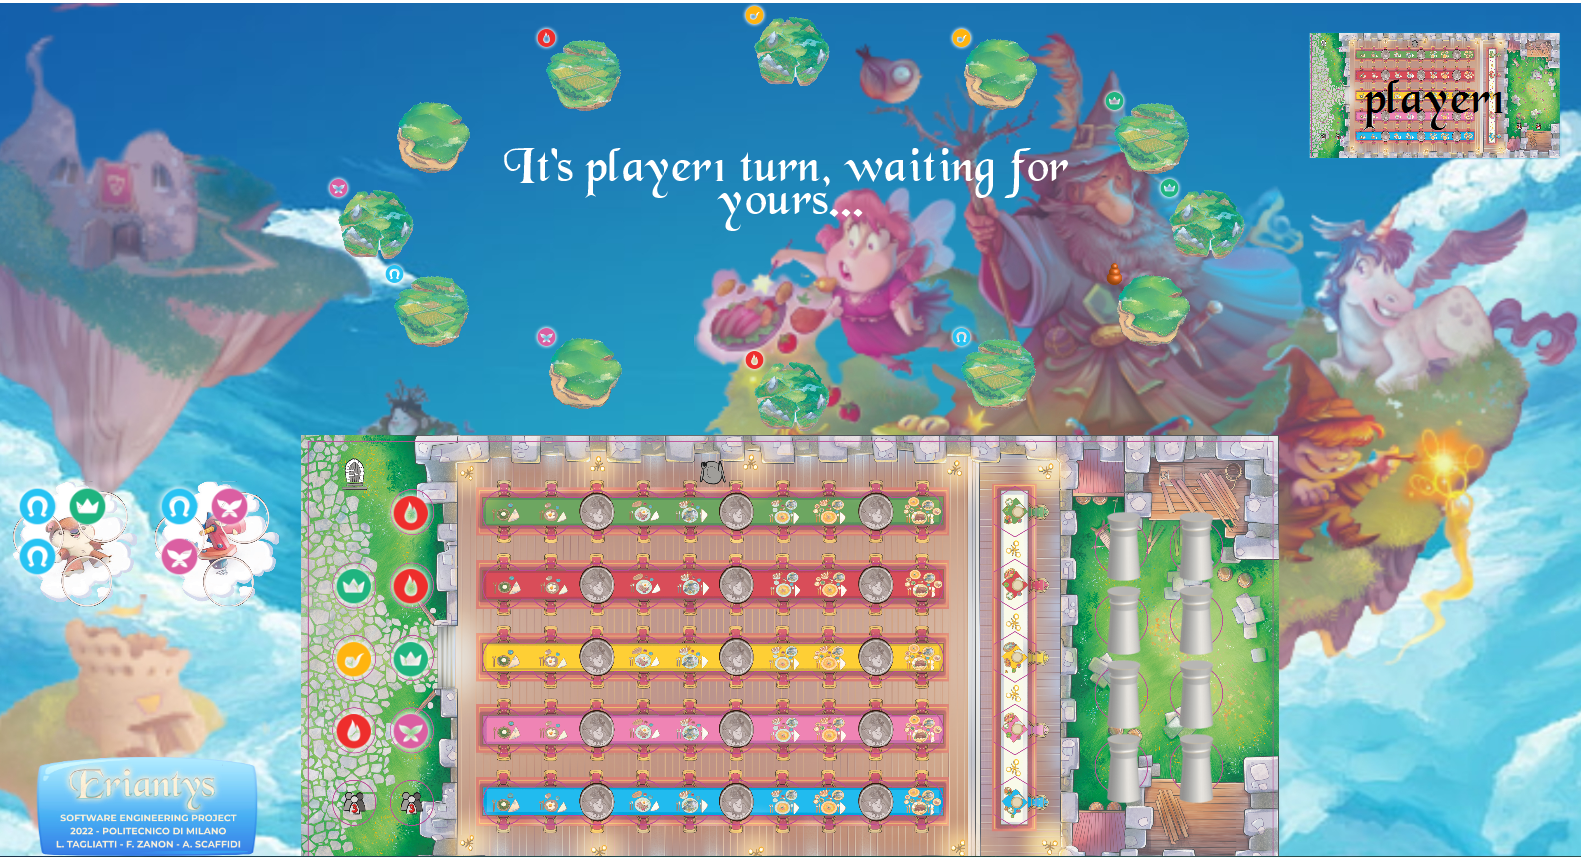 player1
It's player1 turn, waiting for
yours...
Eriantys
SOFTWARE ENGINEERING PROJECT
2022 - POLITECNICO DI MILANO
L. TAGLIATTI - F. ZANON - A. SCAFFIDI